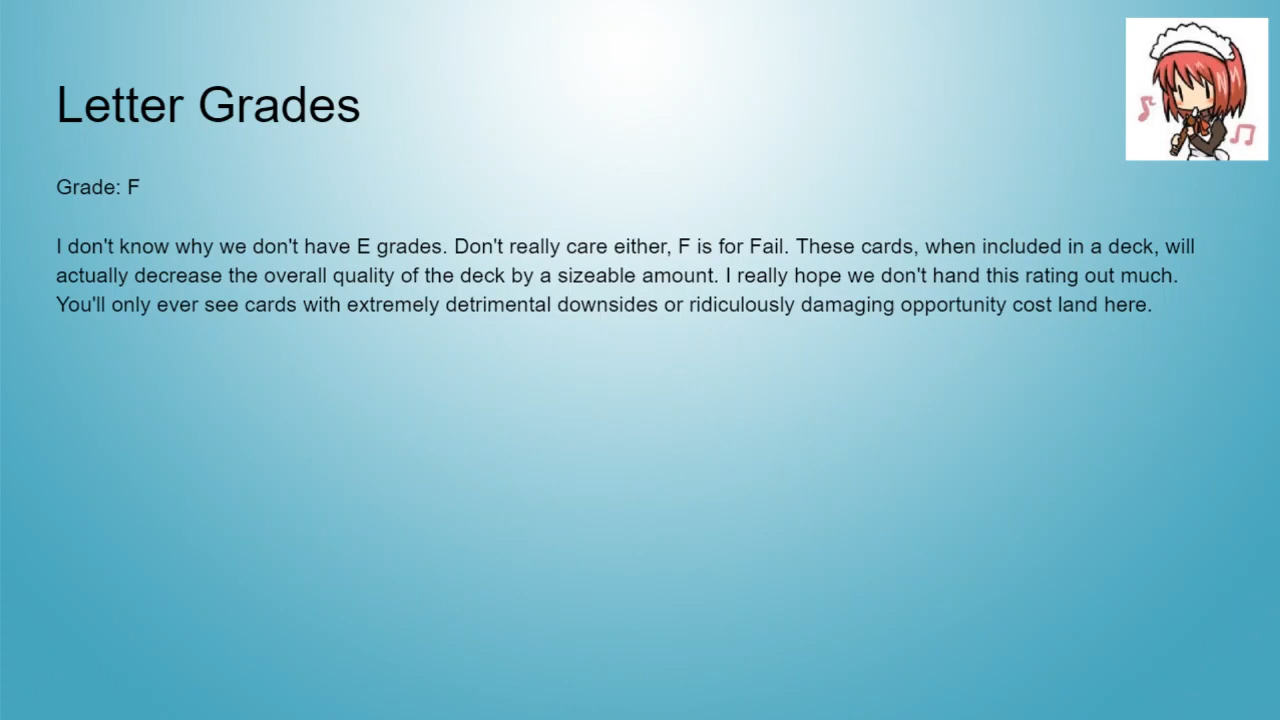 Letter Grades
Grade: F
I don't know why we don't have E grades. Don't really care either, F is for Fail. These cards, when included in a deck, will
actually decrease the overall quality of the deck by a sizeable amount. I really hope we don't hand this rating out much.
You'll only ever see cards with extremely detrimental downsides or ridiculously damaging opportunity cost land here.